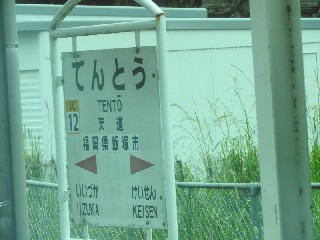 てんとう
JC
12
TENTŌ
天道
福岡県飯塚市
いいづか けいせん
IIZUKA KEISEN